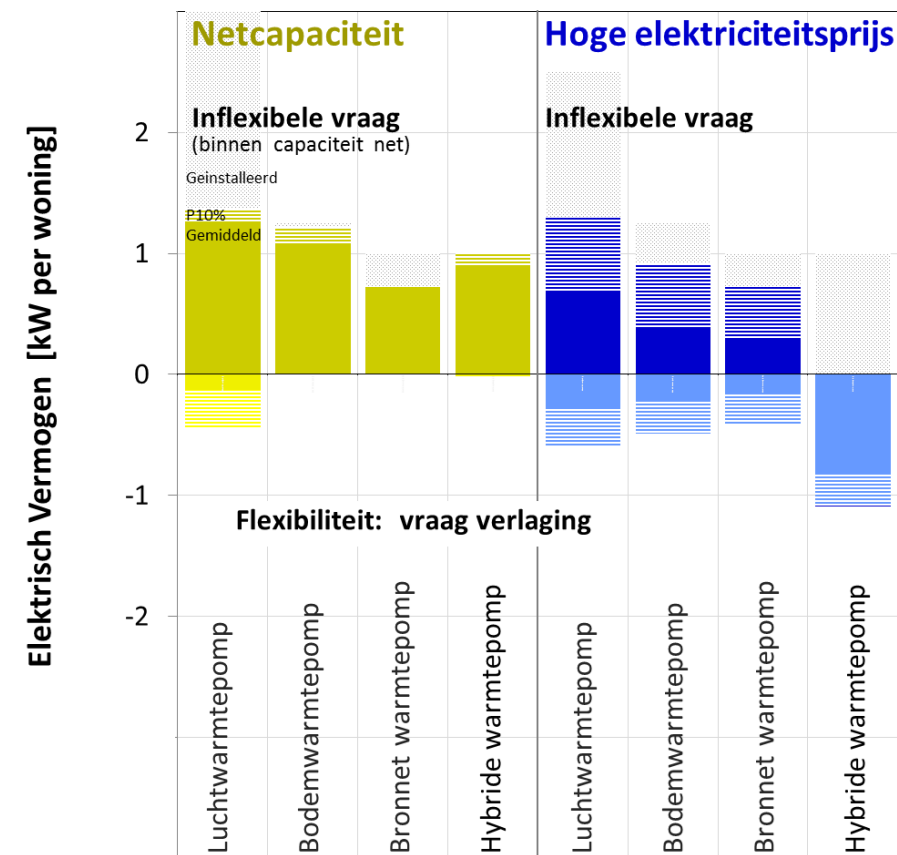 Netcapaciteit
Hoge elektriciteitsprijs
Inflexibele vraag
(binnen capaciteit net)
Inflexibele vraag
Geinstalleerd
P10%
Gemiddeld
Elektrisch Vermogen [kW per woning]
2
1
0
-1
-2
Flexibiliteit: vraag verlaging
Luchtwarmtepomp
Bodemwarmtepomp
Bronnet warmtepomp
Hybride warmtepomp
Luchtwarmtepomp
Bodemwarmtepomp
Bronnet warmtepomp
Hybride warmtepomp